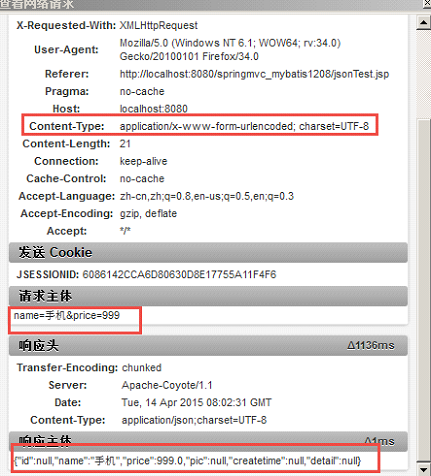 查看网络请求
X-Requested-With: XMLHttpRequest
User-Agent: Mozilla/5.0 (Windows NT 6.1; WOW64; rv:34.0)
Gecko/20100101 Firefox/34.0
Referer: http://localhost:8080/springmvc_mybatis1208/jsonTest.jsp
Pragma: no-cache
Host: localhost:8080
Content-Type: application/x-www-form-urlencoded; charset=UTF-8
Content-Length: 21
Connection: keep-alive
Cache-Control: no-cache
Accept-Language: zh-cn,zh;q=0.8,en-us;q=0.5,en;q=0.3
Accept-Encoding: gzip, deflate
Accept: */*
发送 Cookie
JSESSIONID: 6086142CCA6D80630D8E17755A11F4F6
请求主体
name=手机&price=999
响应头 Δ1136ms
Transfer-Encoding: chunked
Server: Apache-Coyote/1.1
Date: Tue, 14 Apr 2015 08:02:31 GMT
Content-Type: application/json;charset=UTF-8
响应主体 Δ1ms
{"id":null,"name":"手机","price":999.0,"pic":null,"createtime":null,"detail":null}